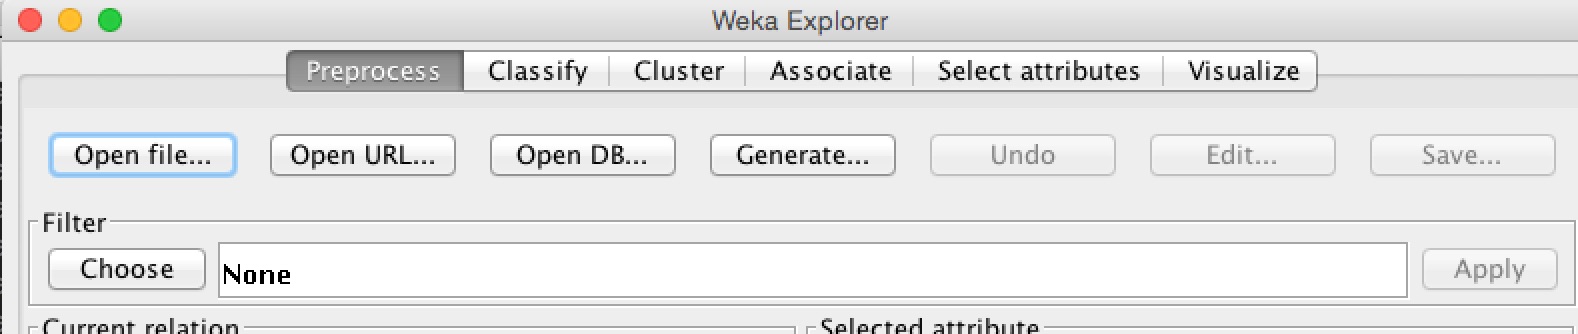 Weka Explorer
Preprocess Classify Cluster Associate Select attributes Visualize
Open file... Open URL... Open DB... Generate... Undo Edit... Save...
Filter
Choose None Apply
Current relation Selected attribute